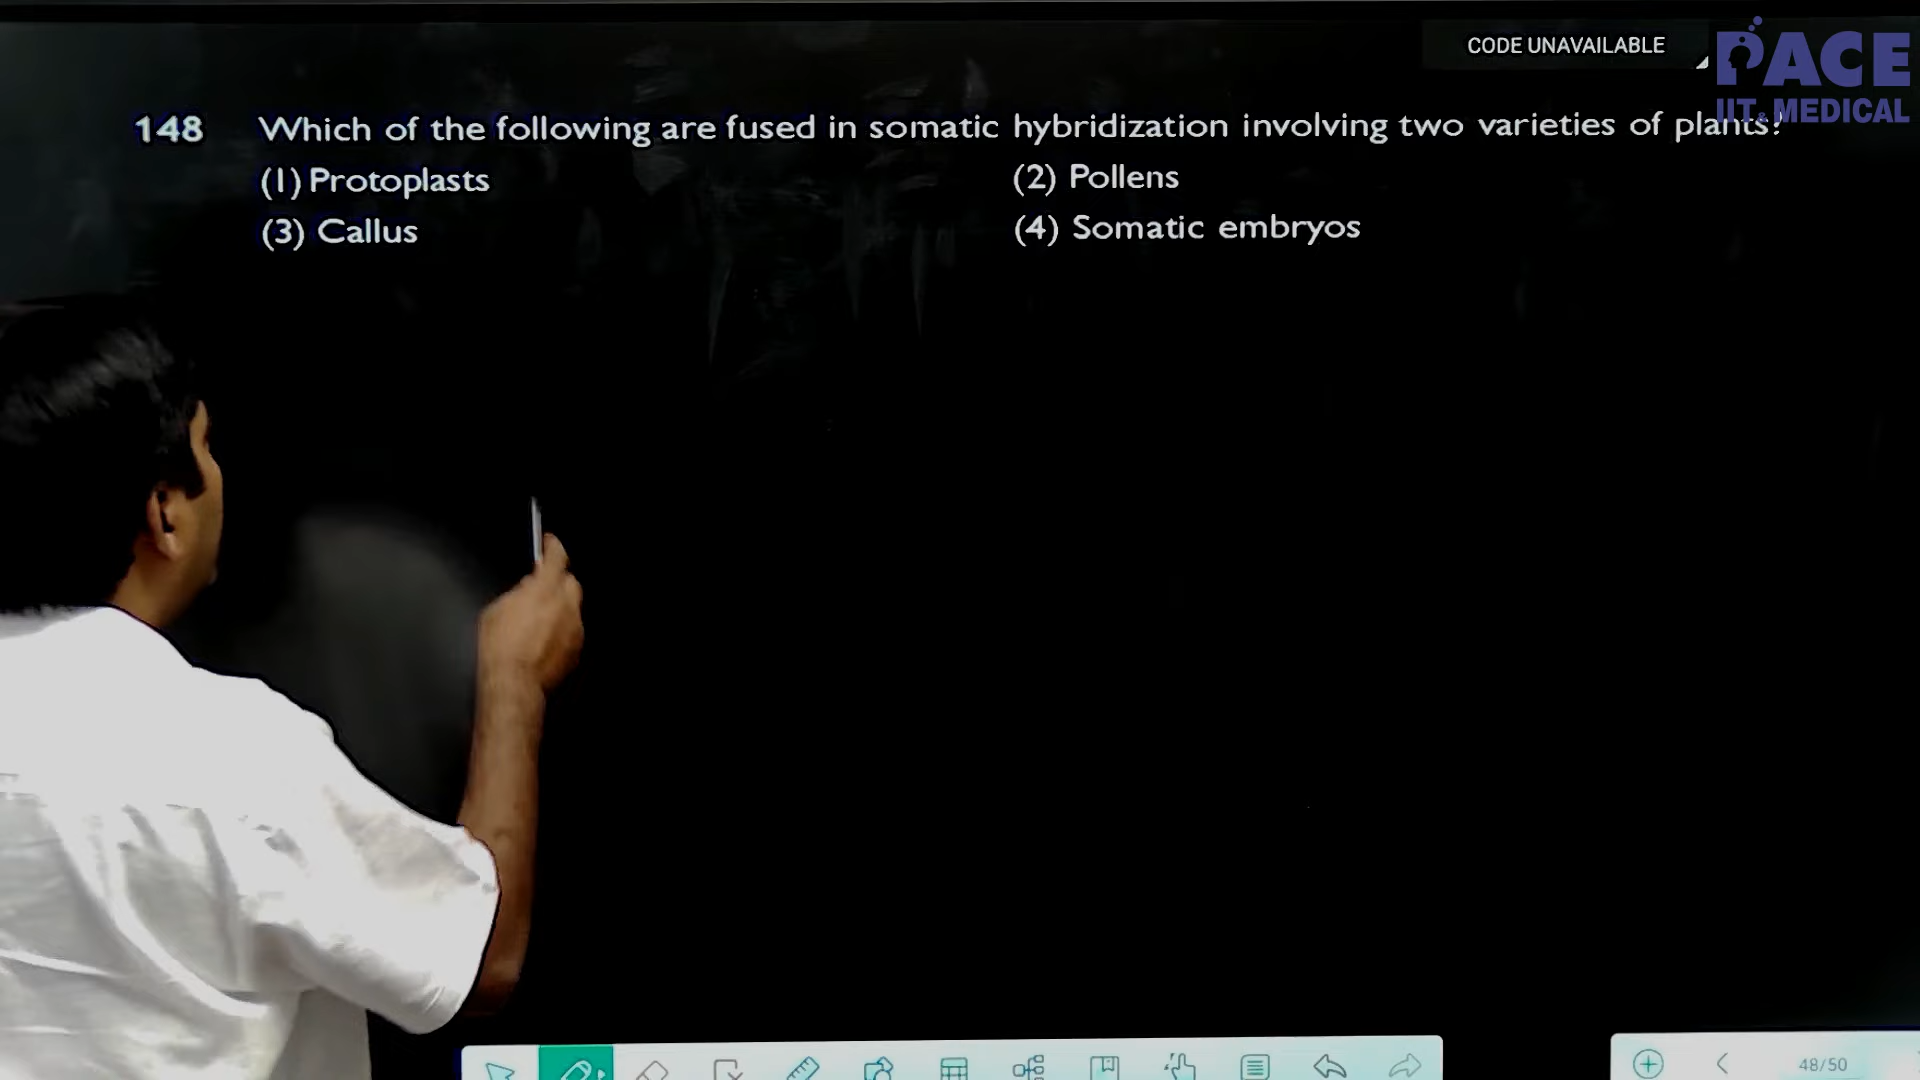 CODE UNAVAILABLE
PACE
IIT & MEDICAL
148 Which of the following are fused in somatic hybridization involving two varieties of plants?
(1) Protoplasts (2) Pollens
(3) Callus (4) Somatic embryos
48/50